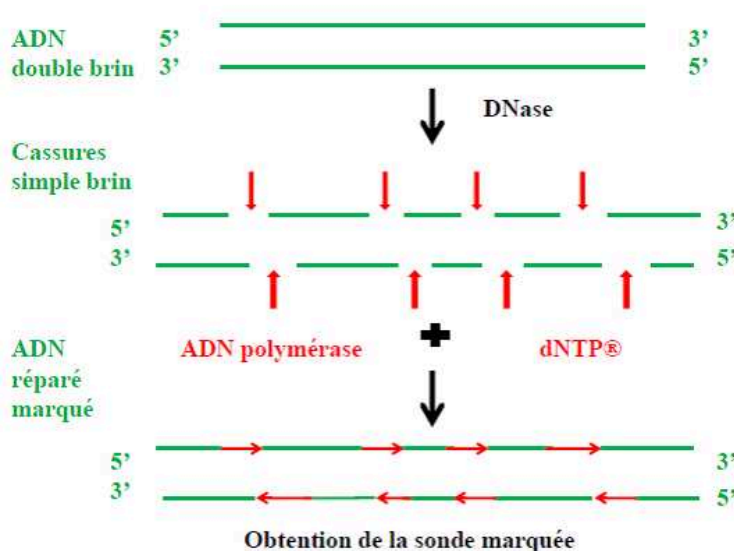 ADN
double brin
5’ 3’
3’ 5’
DNase
Cassures
simple brin
5’ 3’
3’ 5’
ADN polymérase dNTP®
ADN
réparé
marqué
5’ 3’
3’ 5’
Obtention de la sonde marquée